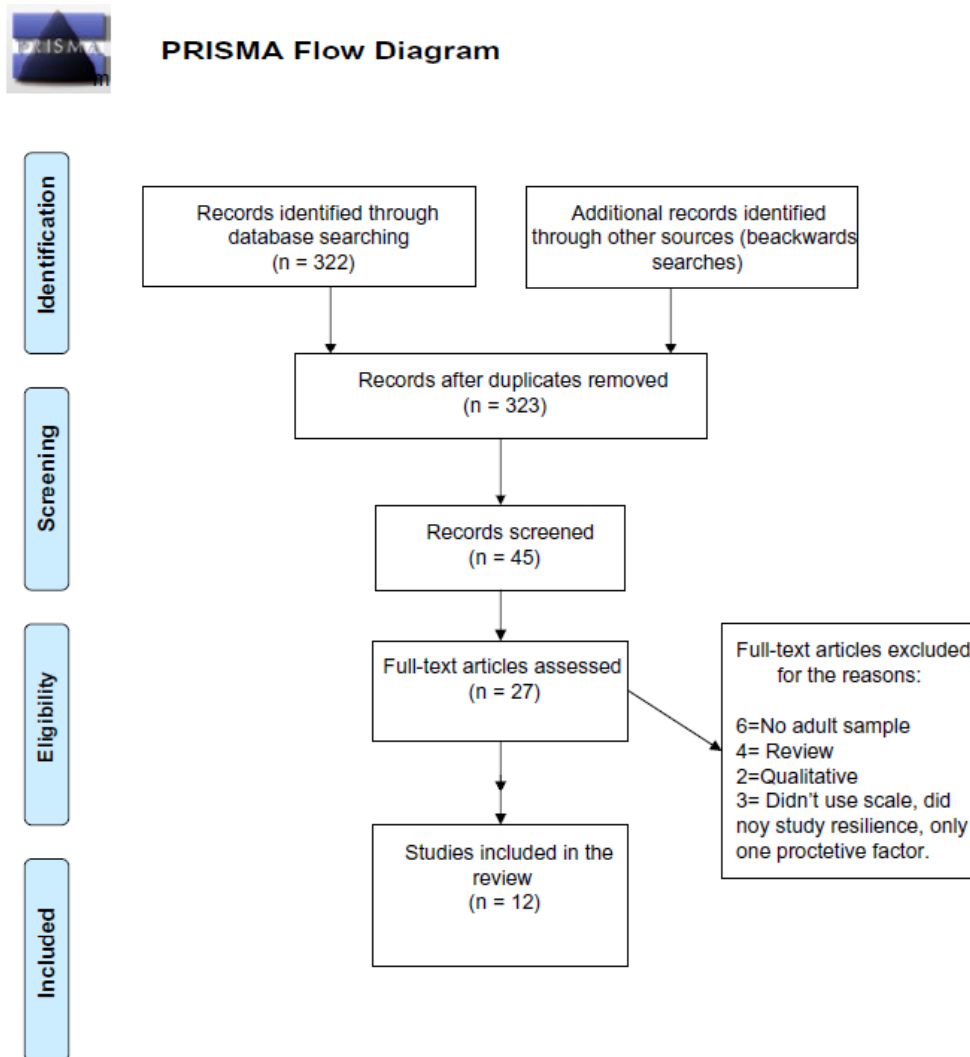 PRISMA
m
PRISMA Flow Diagram
Identification
Records identified through
database searching
(n = 322)
Additional records identified
through other sources (beackwards
searches)
Records after duplicates removed
(n = 323)
Screening
Records screened
(n = 45)
Eligibility
Full-text articles assessed
(n = 27)
Full-text articles excluded
for the reasons:
6=No adult sample
4= Review
2=Qualitative
3= Didn't use scale, did
noy study resilience, only
one proctetive factor.
Included
Studies included in the
review
(n = 12)